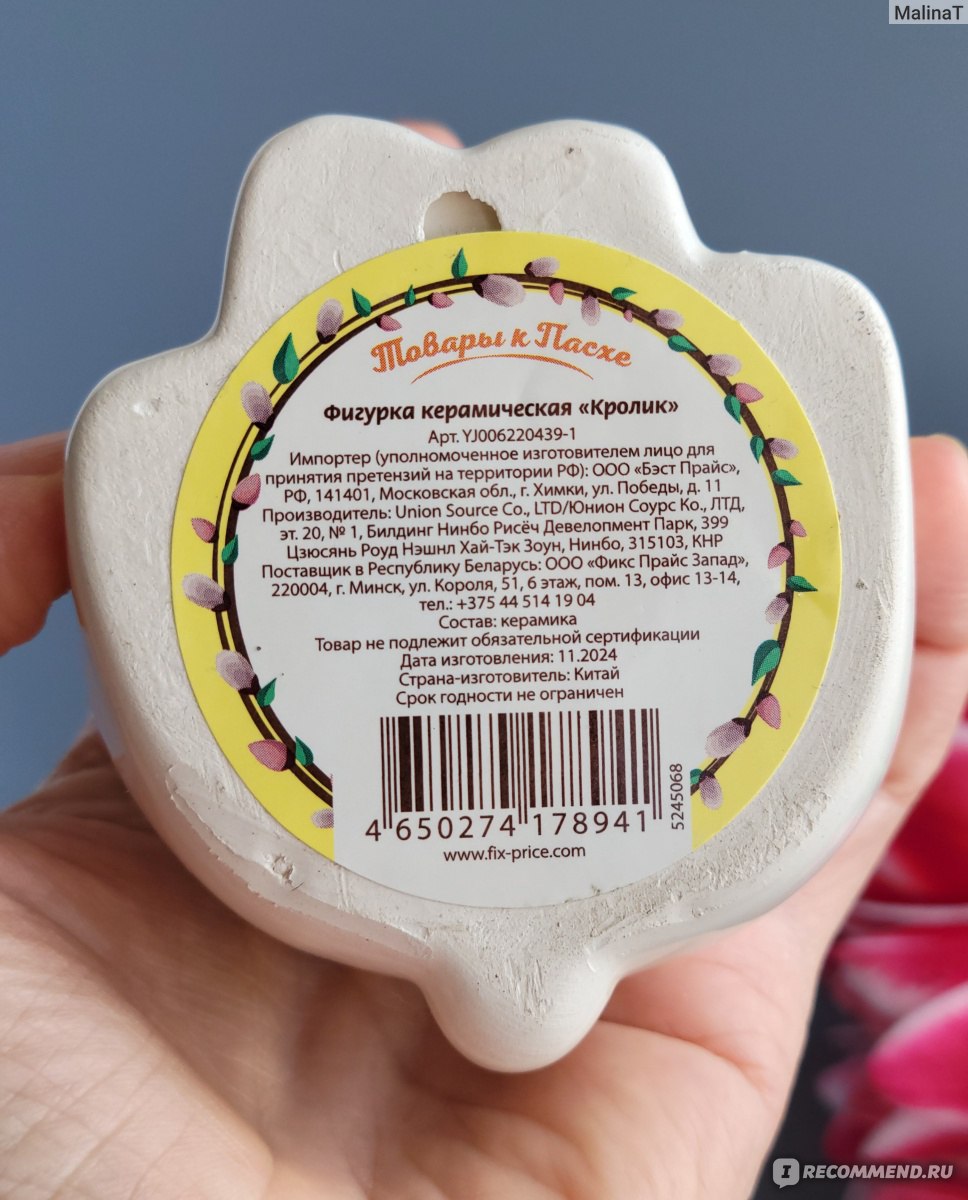 MalinaT
Товары к Пасхе
Фигурка керамическая «Кролик»
Арт. YJ006220439-1
Импортер (уполномоченное изготовителем лицо для
принятия претензий на территории РФ): ООО «Бэст Прайс»,
РФ, 141401, Московская обл., г. Химки, ул. Победы, д. 11
Производитель: Union Source Co., LTD/Юнион Соурс Ко., ЛТД,
эт. 20, № 1, Билдинг Нинбо Рисёч Девелопмент Парк, 399
Цзюсянь Роуд Нэшнл Хай-Тэк Зоун, Нинбо, 315103, КНР
Поставщик в Республику Беларусь: ООО «Фикс Прайс Запад»,
220004, г. Минск, ул. Короля, 51, 6 этаж, пом. 13, офис 13-14,
тел.: +375 44 514 19 04
Состав: керамика
Товар не подлежит обязательной сертификации
Дата изготовления: 11.2024
Страна-изготовитель: Китай
Срок годности не ограничен
5245068
4 650274 178941
www.fix-price.com
IRECOMMEND.RU